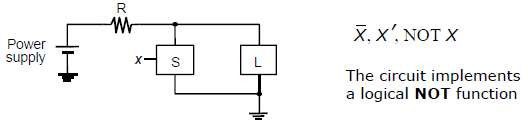 R
Power
supply
X
S
L
X̅, X′, NOT X
The circuit implements
a logical NOT function